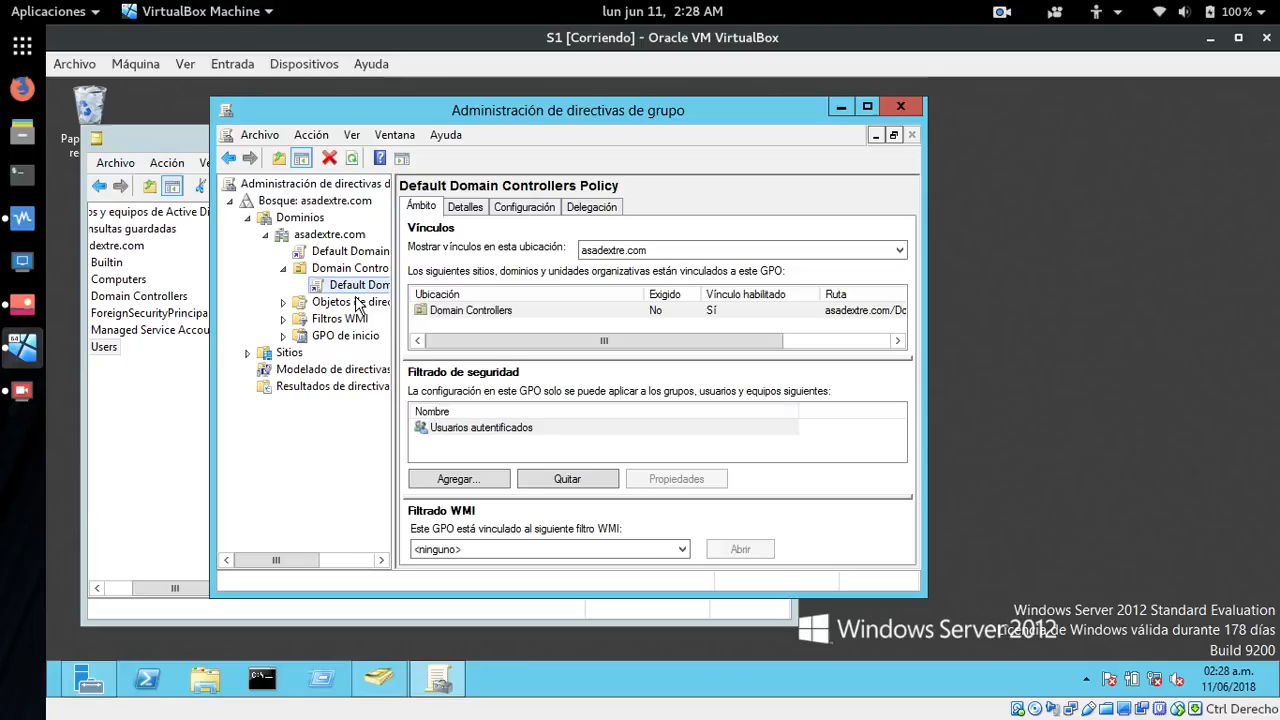 Aplicaciones
VirtualBox Machine
lun jun 11, 2:28 AM
100%
S1 [Corriendo] - Oracle VM VirtualBox
Archivo Máquina Ver Entrada Dispositivos Ayuda
Pap
re
Archivo Acción Ve
os y equipos de Active Di
nsultas guardadas
dextre.com
Builtin
Computers
Domain Controllers
ForeignSecurityPrincipa
Managed Service Accou
Users
Administración de directivas de grupo
Archivo Acción Ver Ventana Ayuda
Administración de directivas d
Bosque: asadextre.com
Dominios
asadextre.com
Default Domain
Domain Contro
Default Dom
Objetos de direc
Filtros WMI
GPO de inicio
Sitios
Modelado de directivas
Resultados de directiva
Default Domain Controllers Policy
Ámbito Detalles Configuración Delegación
Vínculos
Mostrar vínculos en esta ubicación: asadextre.com
Los siguientes sitios, dominios y unidades organizativas están vinculados a este GPO:
Ubicación Exigido Vínculo habilitado Ruta
Domain Controllers No Sí asadextre.com/Do
Filtrado de seguridad
La configuración en este GPO solo se puede aplicar a los grupos, usuarios y equipos siguientes:
Nombre
Usuarios autentificados
Agregar... Quitar Propiedades
Filtrado WMI
Este GPO está vinculado al siguiente filtro WMI:
<ninguno> Abrir
Windows Server 2012
Windows Server 2012 Standard Evaluation
Licencia de Windows válida durante 178 días
Build 9200
02:28 a.m.
11/06/2018
Ctrl Derecho